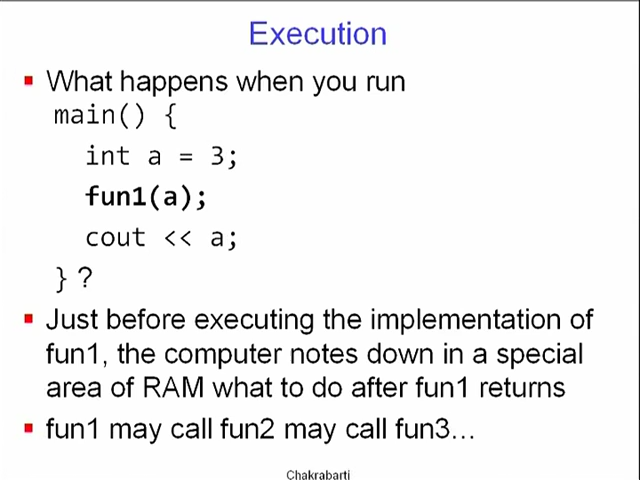 Execution
What happens when you run
main() {
int a = 3;
fun1(a);
cout << a;
} ?
Just before executing the implementation of
fun1, the computer notes down in a special
area of RAM what to do after fun1 returns
fun1 may call fun2 may call fun3...
Chakrabarti